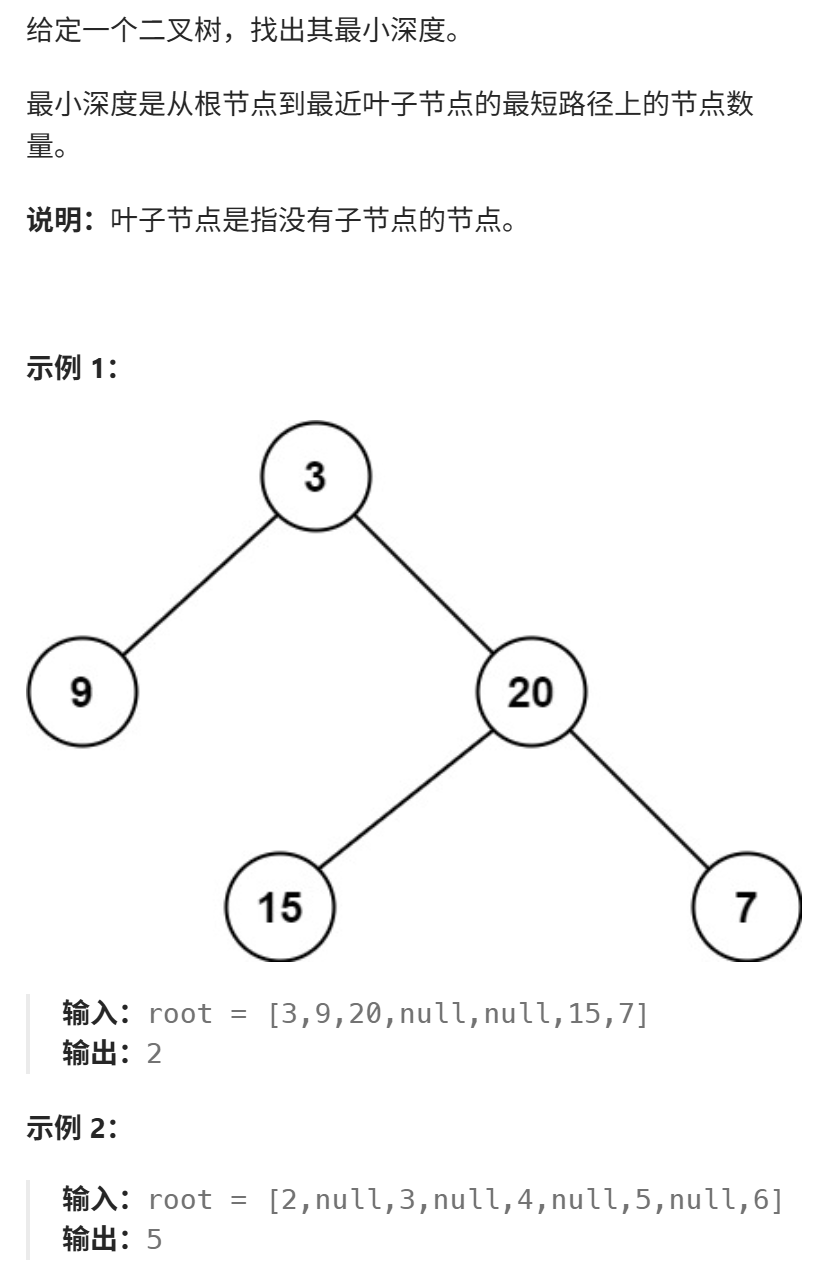 给定一个二叉树，找出其最小深度。
最小深度是从根节点到最近叶子节点的最短路径上的节点数
量。
说明：叶子节点是指没有子节点的节点。
示例 1：
3
9
20
15
7
输入：root = [3,9,20,null,null,15,7]
输出：2
示例 2：
输入：root = [2,null,3,null,4,null,5,null,6]
输出：5